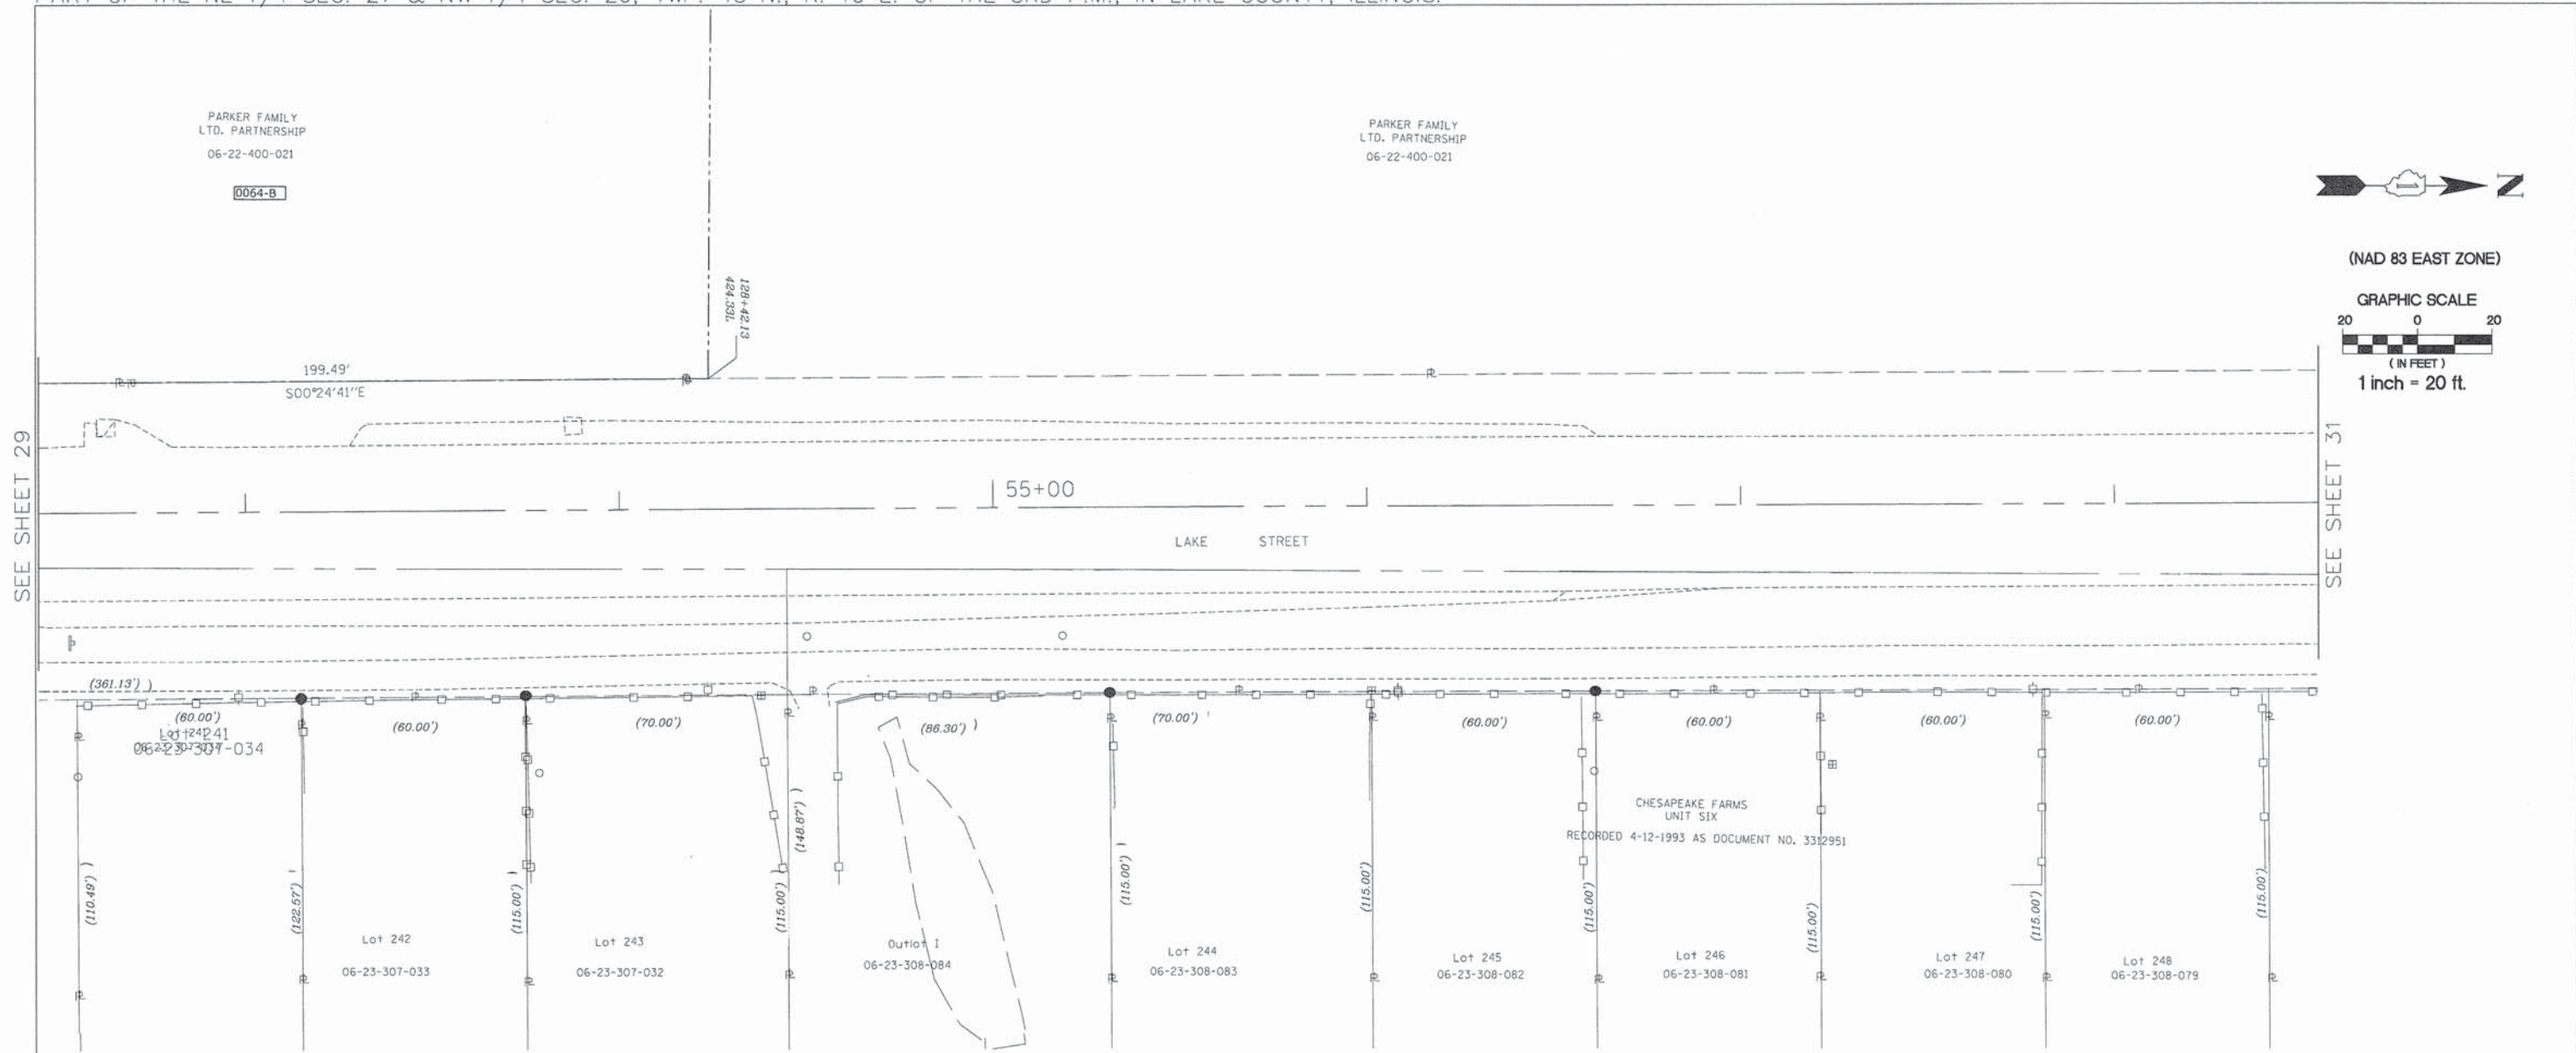 PARKER FAMILY
LTD. PARTNERSHIP
06-22-400-021
0064-B
PARKER FAMILY
LTD. PARTNERSHIP
06-22-400-021
N
(NAD 83 EAST ZONE)
GRAPHIC SCALE
20 0 20
( IN FEET )
1 inch = 20 ft.
128+42.13
424.33L
199.49'
S00°24'41"E
SEE SHEET 29
55+00
LAKE STREET
SEE SHEET 31
(361.13') )
(60.00')
(60.00')
(70.00')
(86.30') )
(70.00')
(60.00')
(60.00')
(60.00')
(60.00')
Lot 241
06-23-307-034
(148.87') )
CHESAPEAKE FARMS
UNIT SIX
RECORDED 4-12-1993 AS DOCUMENT NO. 3312951
(110.49') )
(122.57') )
(115.00') )
(115.00') )
(115.00') )
(115.00')
(115.00')
(115.00')
(115.00')
(115.00')
Lot 242
06-23-307-033
Lot 243
06-23-307-032
Outlot I
06-23-308-084
Lot 244
06-23-308-083
Lot 245
06-23-308-082
Lot 246
06-23-308-081
Lot 247
06-23-308-080
Lot 248
06-23-308-079